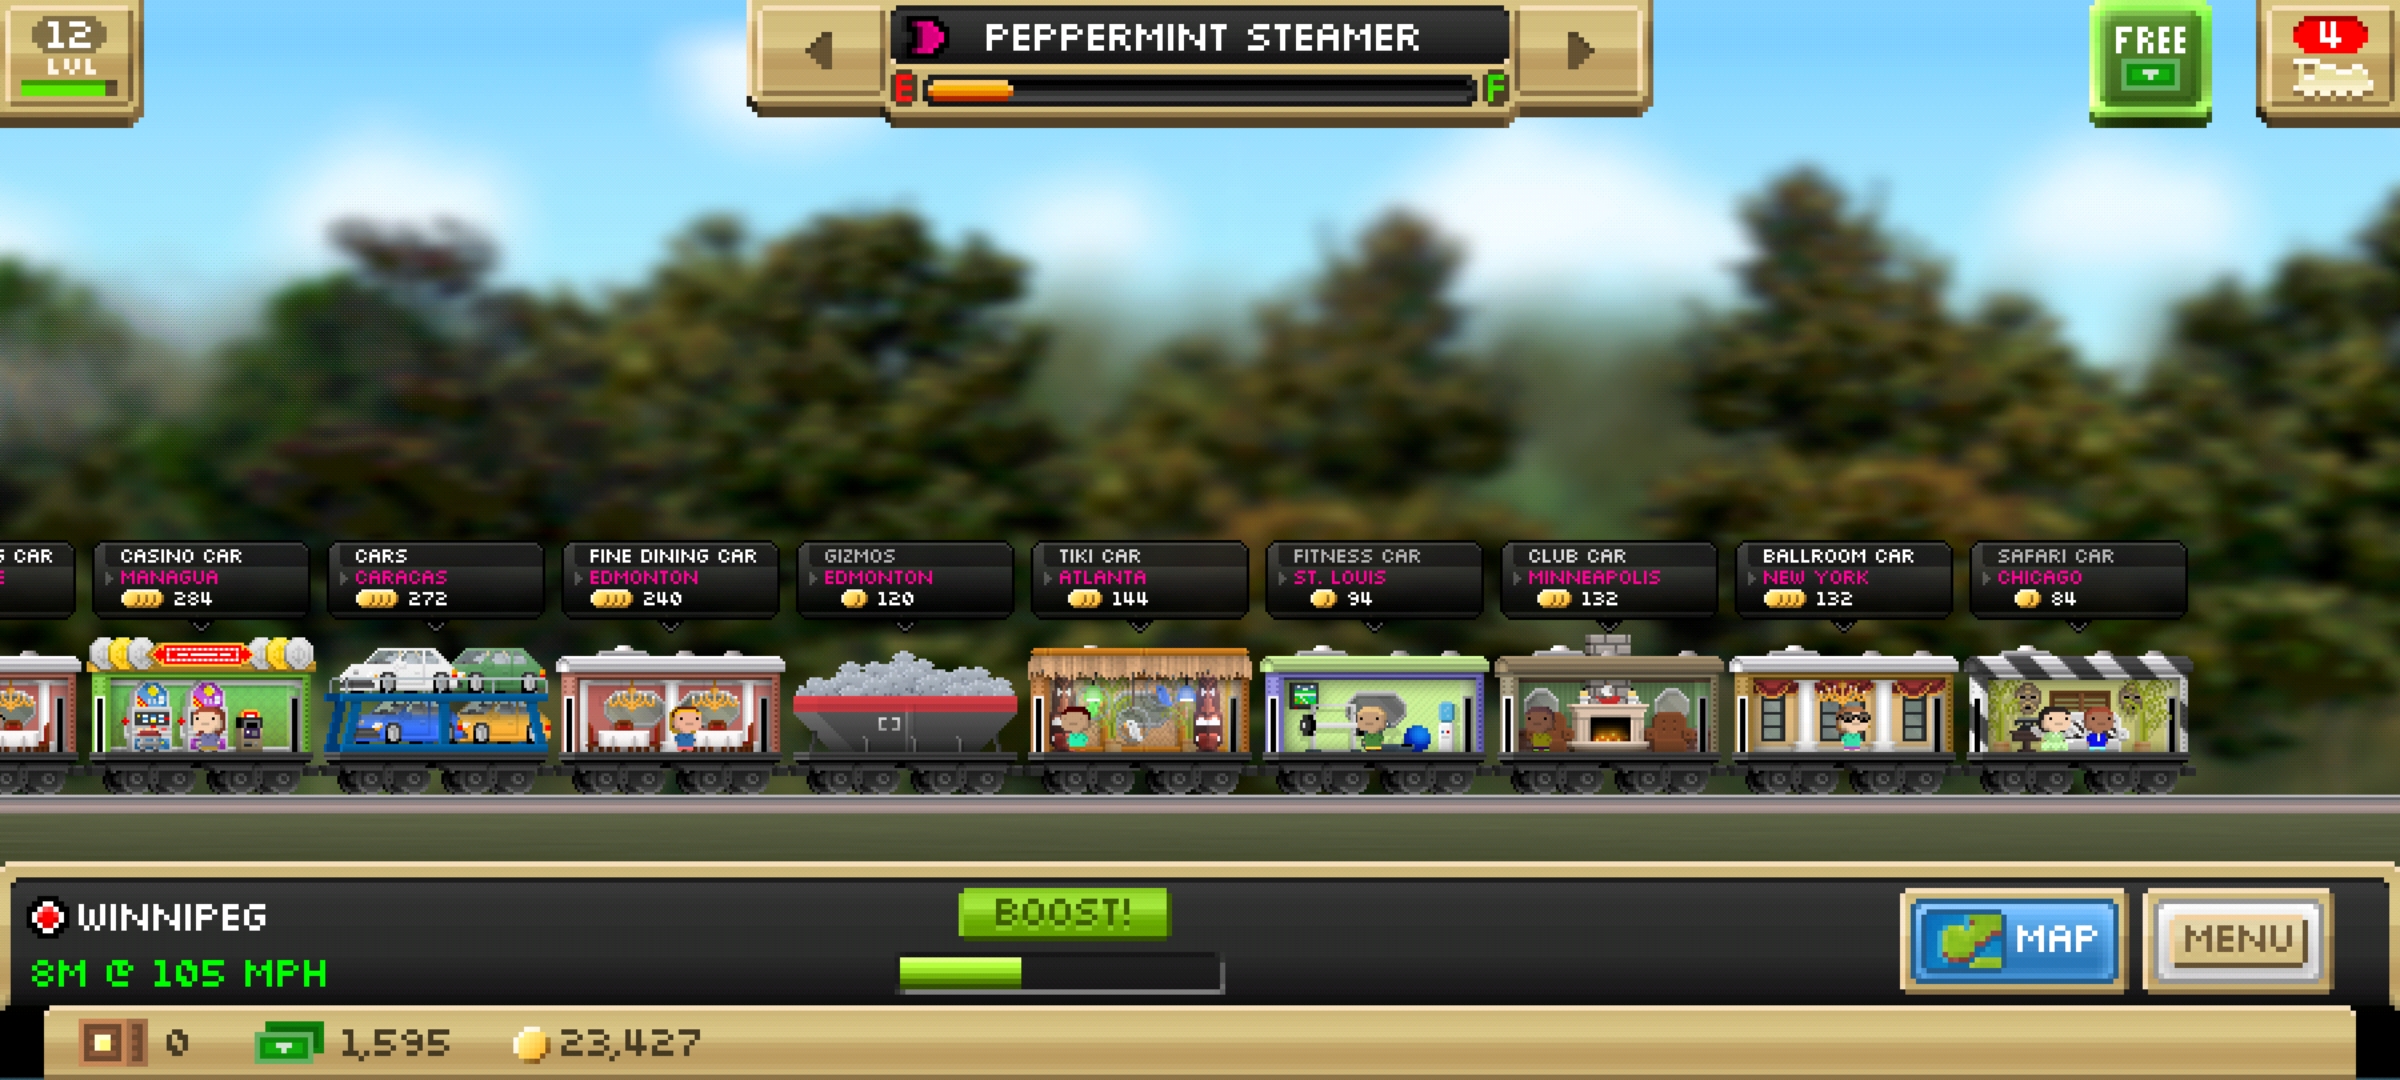 12
LVL
PEPPERMINT STEAMER
E
F
FREE
4
CAR
CASINO CAR
MANAGUA
284
CARS
CARACAS
272
FINE DINING CAR
EDMONTON
240
GIZMOS
EDMONTON
120
TIKI CAR
ATLANTA
144
FITNESS CAR
ST. LOUIS
94
CLUB CAR
MINNEAPOLIS
132
BALLROOM CAR
NEW YORK
132
SAFARI CAR
CHICAGO
84
WINNIPEG
8M @ 105 MPH
BOOST!
MAP
MENU
0
1,595
23,427